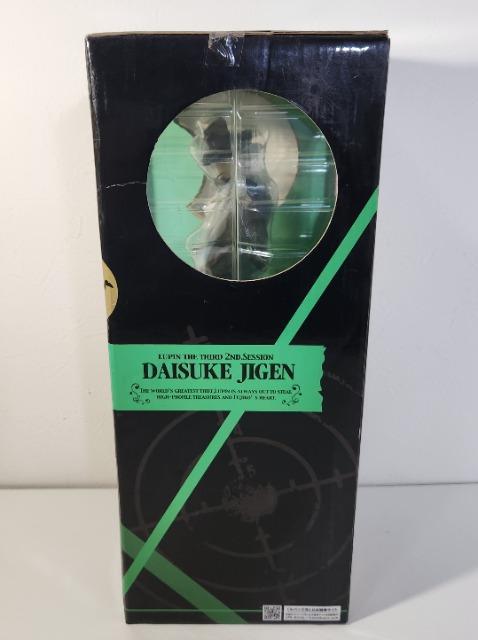 LUPIN THE THIRD 2ND.SESSION
DAISUKE JIGEN
THE WORLD'S GREATEST THIEF, LUPIN IS ALWAYS OUT TO STEAL
HIGH-PROFILE TREASURES AND FUJIKO'S HEART.